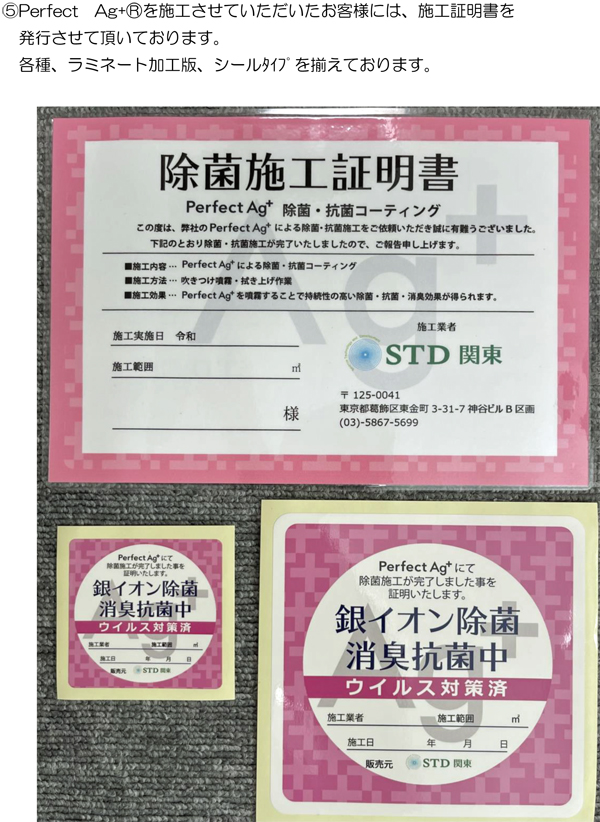 ⑤Perfect　Ag+®を施工させていただいたお客様には、施工証明書を
発行させて頂いております。
各種、ラミネート加工版、シールﾀｲﾌﾟを揃えております。
除菌施工証明書
Perfect Ag⁺ 除菌・抗菌コーティング
この度は、弊社のPerfect Ag⁺ による除菌・抗菌施工をご依頼いただき誠に有難うございました。
下記のとおり除菌・抗菌施工が完了いたしましたので、ご報告申し上げます。
■施工内容… Perfect Ag⁺による除菌・抗菌コーティング
■施工方法… 吹きつけ噴霧・拭き上げ作業
■施工効果… Perfect Ag⁺を噴霧することで持続性の高い除菌・抗菌・消臭効果が得られます。
施工実施日　令和
施工範囲　㎡
様
施工業者
STD 関東
〒 125-0041
東京都葛飾区東金町 3-31-7 神谷ビル B 区画
(03)-5867-5699
Ag⁺
Perfect Ag⁺ にて
除菌施工が完了しました事を
証明いたします。
銀イオン除菌
消臭抗菌中
ウイルス対策済
施工業者　施工範囲　㎡
施工日　年　月　日
販売元 STD 関東
Ag⁺
Perfect Ag⁺ にて
除菌施工が完了しました事を
証明いたします。
銀イオン除菌
消臭抗菌中
ウイルス対策済
施工業者　施工範囲　㎡
施工日　年　月　日
販売元 STD 関東
Ag⁺